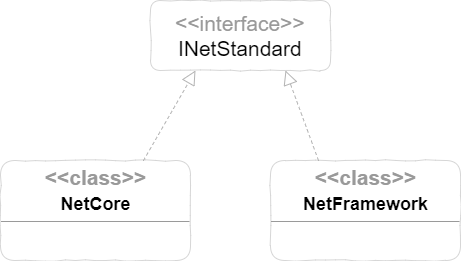 <<interface>>
INetStandard
<<class>>
NetCore
<<class>>
NetFramework